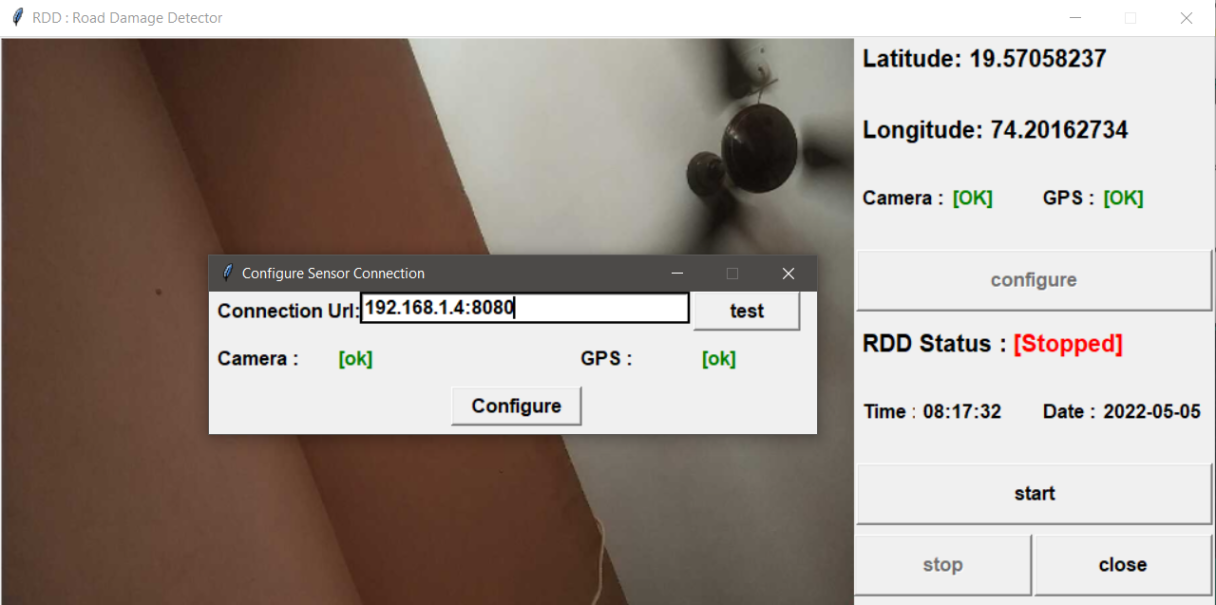 RDD : Road Damage Detector
Latitude: 19.57058237
Longitude: 74.20162734
Camera : [OK] GPS : [OK]
configure
Configure Sensor Connection
Connection Url: 192.168.1.4:8080 test
Camera : [ok] GPS : [ok]
Configure
RDD Status : [Stopped]
Time : 08:17:32 Date : 2022-05-05
start
stop close